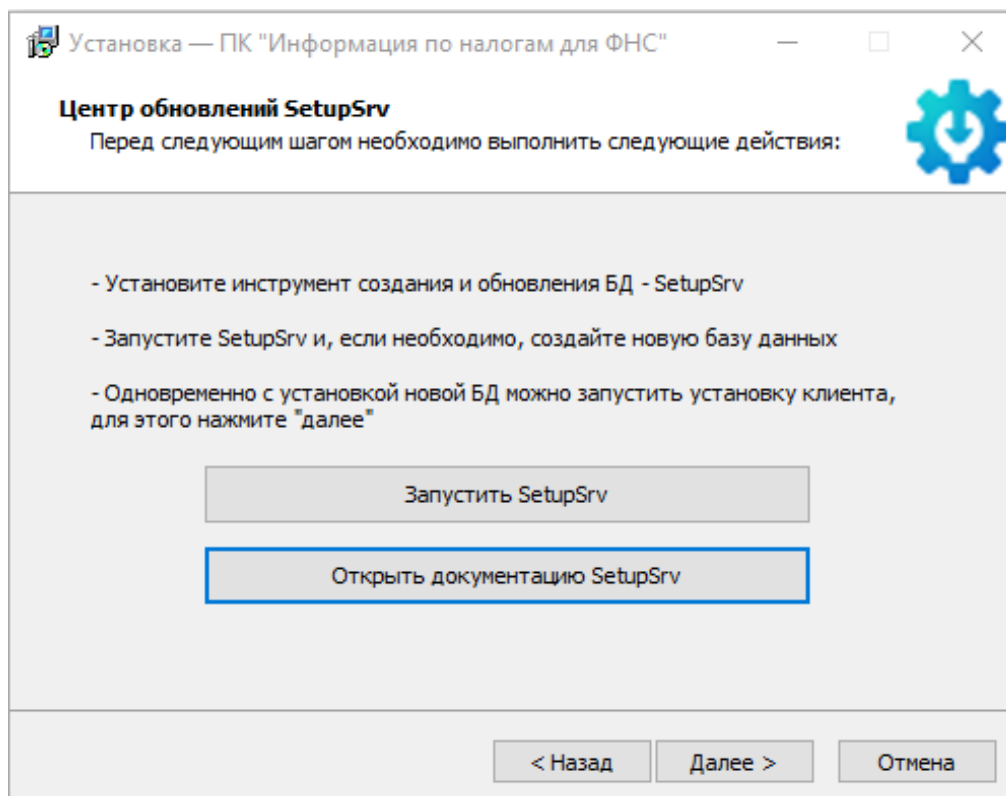 Установка — ПК "Информация по налогам для ФНС"
Центр обновлений SetupSrv
Перед следующим шагом необходимо выполнить следующие действия:
- Установите инструмент создания и обновления БД - SetupSrv
- Запустите SetupSrv и, если необходимо, создайте новую базу данных
- Одновременно с установкой новой БД можно запустить установку клиента,
для этого нажмите "далее"
Запустить SetupSrv
Открыть документацию SetupSrv
< Назад
Далее >
Отмена